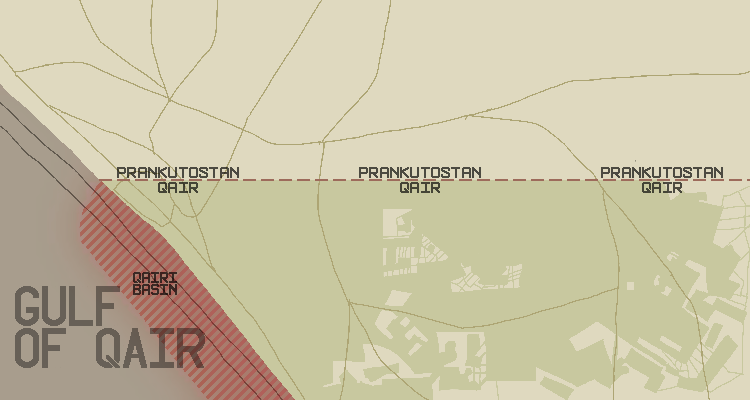 PRANKUTOSTAN
QAIR
PRANKUTOSTAN
QAIR
PRANKUTOSTAN
QAIR
QAIRI
BASIN
GULF
OF QAIR